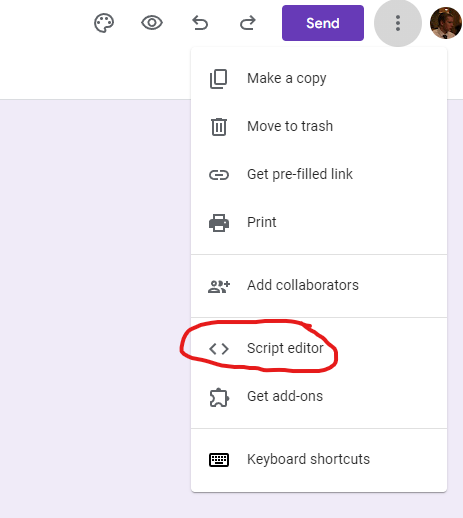 Send
Make a copy
Move to trash
Get pre-filled link
Print
Add collaborators
Script editor
Get add-ons
Keyboard shortcuts